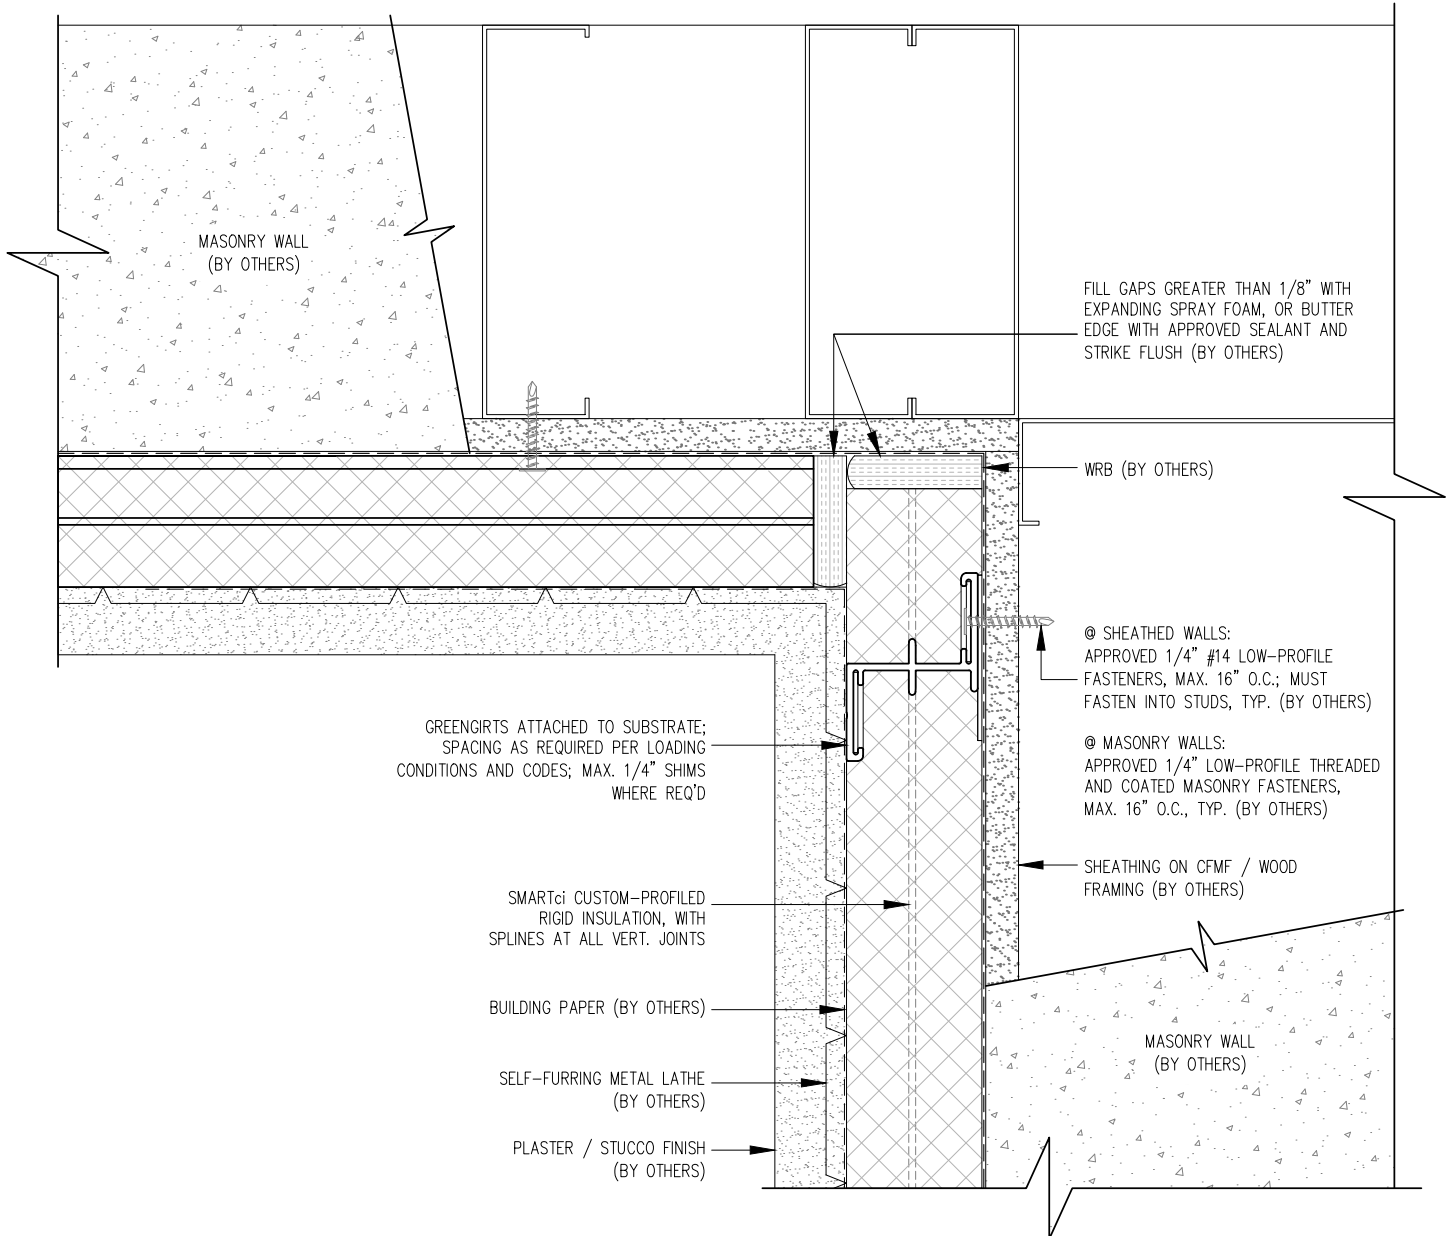 MASONRY WALL
(BY OTHERS)
FILL GAPS GREATER THAN 1/8" WITH
EXPANDING SPRAY FOAM, OR BUTTER
EDGE WITH APPROVED SEALANT AND
STRIKE FLUSH (BY OTHERS)
WRB (BY OTHERS)
@ SHEATHED WALLS:
APPROVED 1/4" #14 LOW-PROFILE
FASTENERS, MAX. 16" O.C.; MUST
FASTEN INTO STUDS, TYP. (BY OTHERS)
@ MASONRY WALLS:
APPROVED 1/4" LOW-PROFILE THREADED
AND COATED MASONRY FASTENERS,
MAX. 16" O.C., TYP. (BY OTHERS)
SHEATHING ON CFMF / WOOD
FRAMING (BY OTHERS)
GREENGIRTS ATTACHED TO SUBSTRATE;
SPACING AS REQUIRED PER LOADING
CONDITIONS AND CODES; MAX. 1/4" SHIMS
WHERE REQ'D
SMARTci CUSTOM-PROFILED
RIGID INSULATION, WITH
SPLINES AT ALL VERT. JOINTS
BUILDING PAPER (BY OTHERS)
SELF-FURRING METAL LATHE
(BY OTHERS)
PLASTER / STUCCO FINISH
(BY OTHERS)
MASONRY WALL
(BY OTHERS)